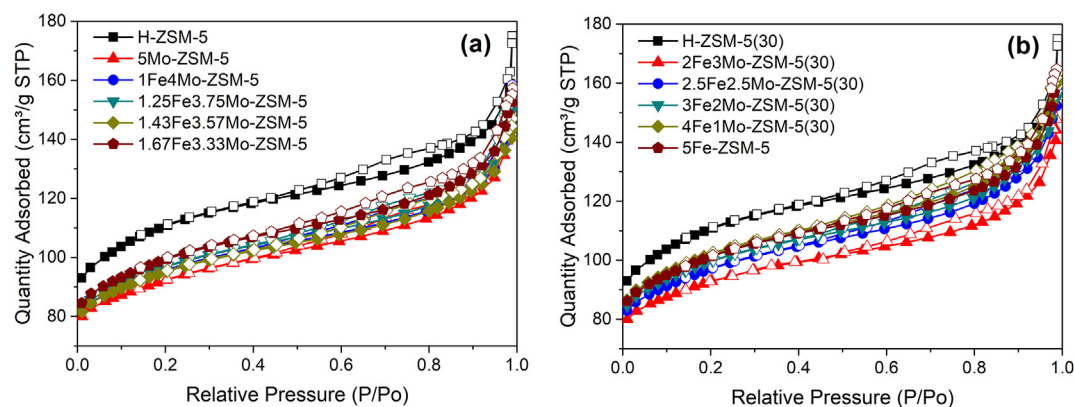 180
160
140
120
100
80
0.0
0.2
0.4
0.6
0.8
1.0
Quantity Adsorbed (cm³/g STP)
Relative Pressure (P/Po)
H-ZSM-5
5Mo-ZSM-5
1Fe4Mo-ZSM-5
1.25Fe3.75Mo-ZSM-5
1.43Fe3.57Mo-ZSM-5
1.67Fe3.33Mo-ZSM-5
(a)
180
160
140
120
100
80
0.0
0.2
0.4
0.6
0.8
1.0
Quantity Adsorbed (cm³/g STP)
Relative Pressure (P/Po)
H-ZSM-5(30)
2Fe3Mo-ZSM-5(30)
2.5Fe2.5Mo-ZSM-5(30)
3Fe2Mo-ZSM-5(30)
4Fe1Mo-ZSM-5(30)
5Fe-ZSM-5
(b)